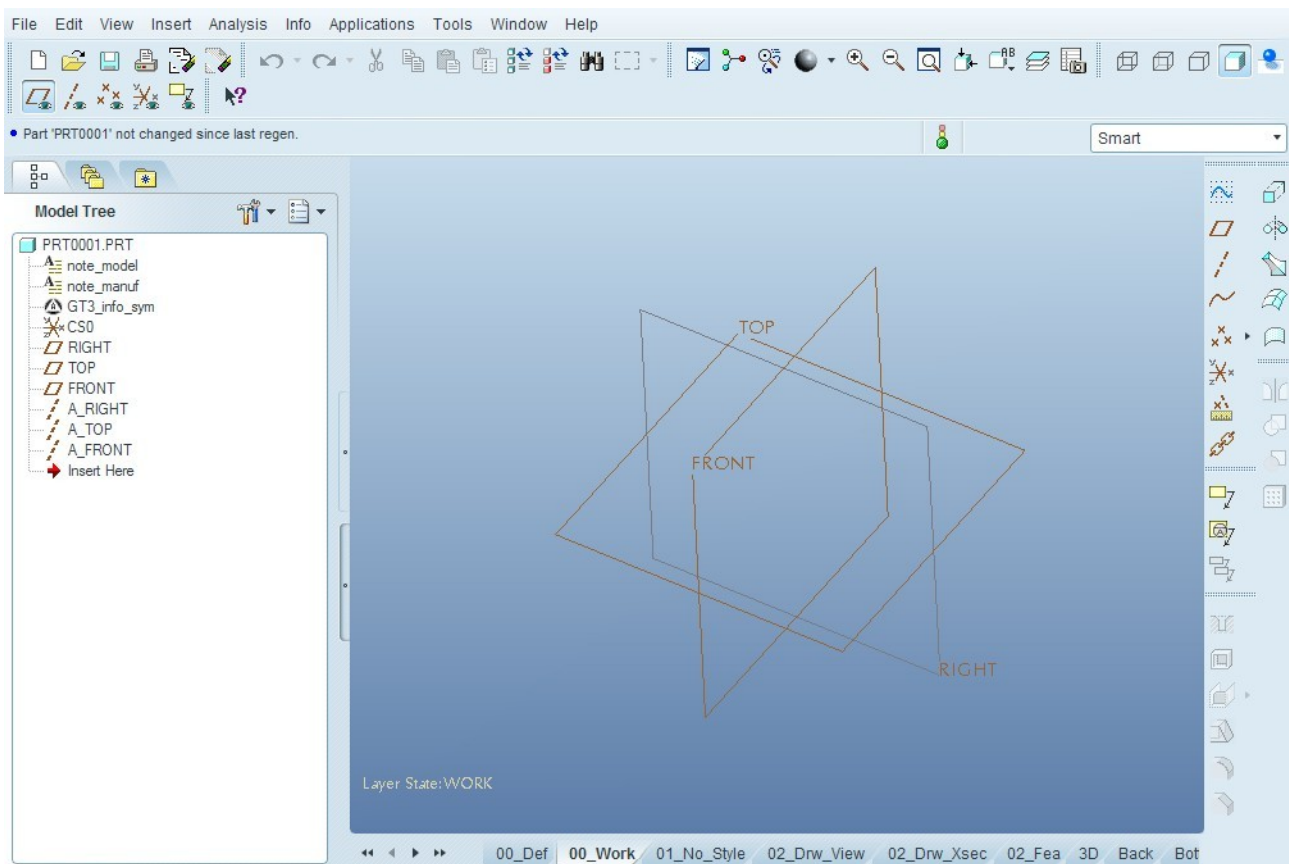 File Edit View Insert Analysis Info Applications Tools Window Help
Part 'PRT0001' not changed since last regen.
Smart
Model Tree
PRT0001.PRT
note_model
note_manuf
GT3_info_sym
CS0
RIGHT
TOP
FRONT
A_RIGHT
A_TOP
A_FRONT
Insert Here
TOP
FRONT
RIGHT
Layer State:WORK
00_Def 00_Work 01_No_Style 02_Drw_View 02_Drw_Xsec 02_Fea 3D Back Bot